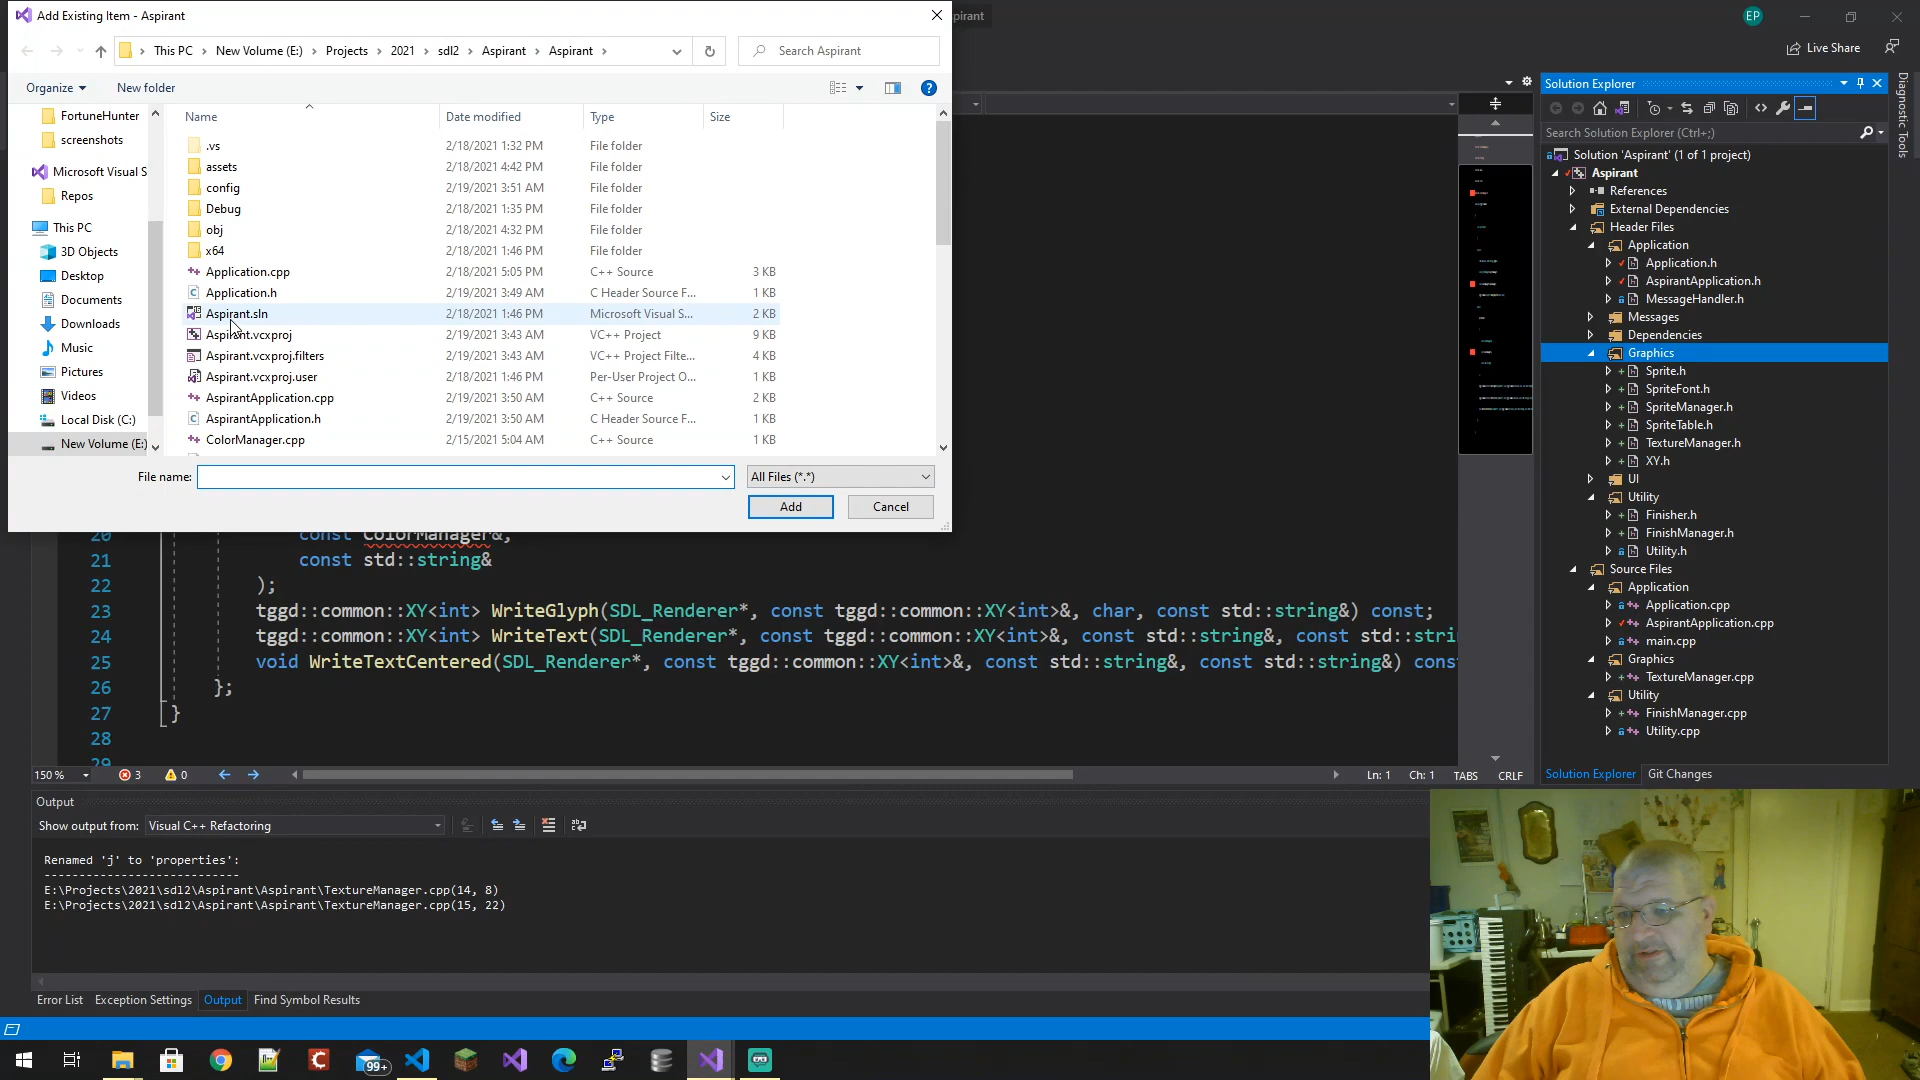 Add Existing Item - Aspirant
pirant
EP
This PC > New Volume (E:) > Projects > 2021 > sdl2 > Aspirant > Aspirant >
Search Aspirant
Live Share
Organize
New folder
Name
Date modified
Type
Size
FortuneHunter
screenshots
Microsoft Visual S
Repos
This PC
3D Objects
Desktop
Documents
Downloads
Music
Pictures
Videos
Local Disk (C:)
New Volume (E:)
.vs 2/18/2021 1:32 PM File folder
assets 2/18/2021 4:42 PM File folder
config 2/19/2021 3:51 AM File folder
Debug 2/18/2021 1:35 PM File folder
obj 2/18/2021 4:32 PM File folder
x64 2/18/2021 1:46 PM File folder
Application.cpp 2/18/2021 5:05 PM C++ Source 3 KB
Application.h 2/19/2021 3:49 AM C Header Source F... 1 KB
Aspirant.sln 2/18/2021 1:46 PM Microsoft Visual S... 2 KB
Aspirant.vcxproj 2/19/2021 3:43 AM VC++ Project 9 KB
Aspirant.vcxproj.filters 2/19/2021 3:43 AM VC++ Project Filte... 4 KB
Aspirant.vcxproj.user 2/18/2021 1:46 PM Per-User Project O... 1 KB
AspirantApplication.cpp 2/19/2021 3:50 AM C++ Source 2 KB
AspirantApplication.h 2/19/2021 3:50 AM C Header Source F... 1 KB
ColorManager.cpp 2/15/2021 5:04 AM C++ Source 1 KB
File name:
All Files (*.*)
Add
Cancel
20 const ColorManager&,
21 const std::string&
22 );
23 tggd::common::XY<int> WriteGlyph(SDL_Renderer*, const tggd::common::XY<int>&, char, const std::string&) const;
24 tggd::common::XY<int> WriteText(SDL_Renderer*, const tggd::common::XY<int>&, const std::string&, const std::stri
25 void WriteTextCentered(SDL_Renderer*, const tggd::common::XY<int>&, const std::string&, const std::string&) cons
26 };
27 }
28
29
150 %
3
0
Ln: 1 Ch: 1 TABS CRLF
Output
Show output from: Visual C++ Refactoring
Renamed 'j' to 'properties':
----------------------------
E:\Projects\2021\sdl2\Aspirant\Aspirant\TextureManager.cpp(14, 8)
E:\Projects\2021\sdl2\Aspirant\Aspirant\TextureManager.cpp(15, 22)
Error List Exception Settings Output Find Symbol Results
Solution Explorer
Search Solution Explorer (Ctrl+;)
Solution 'Aspirant' (1 of 1 project)
Aspirant
References
External Dependencies
Header Files
Application
Application.h
AspirantApplication.h
MessageHandler.h
Messages
Dependencies
Graphics
Sprite.h
SpriteFont.h
SpriteManager.h
SpriteTable.h
TextureManager.h
XY.h
UI
Utility
Finisher.h
FinishManager.h
Utility.h
Source Files
Application
Application.cpp
AspirantApplication.cpp
main.cpp
Graphics
TextureManager.cpp
Utility
FinishManager.cpp
Utility.cpp
Solution Explorer Git Changes
Diagnostic Tools
99+